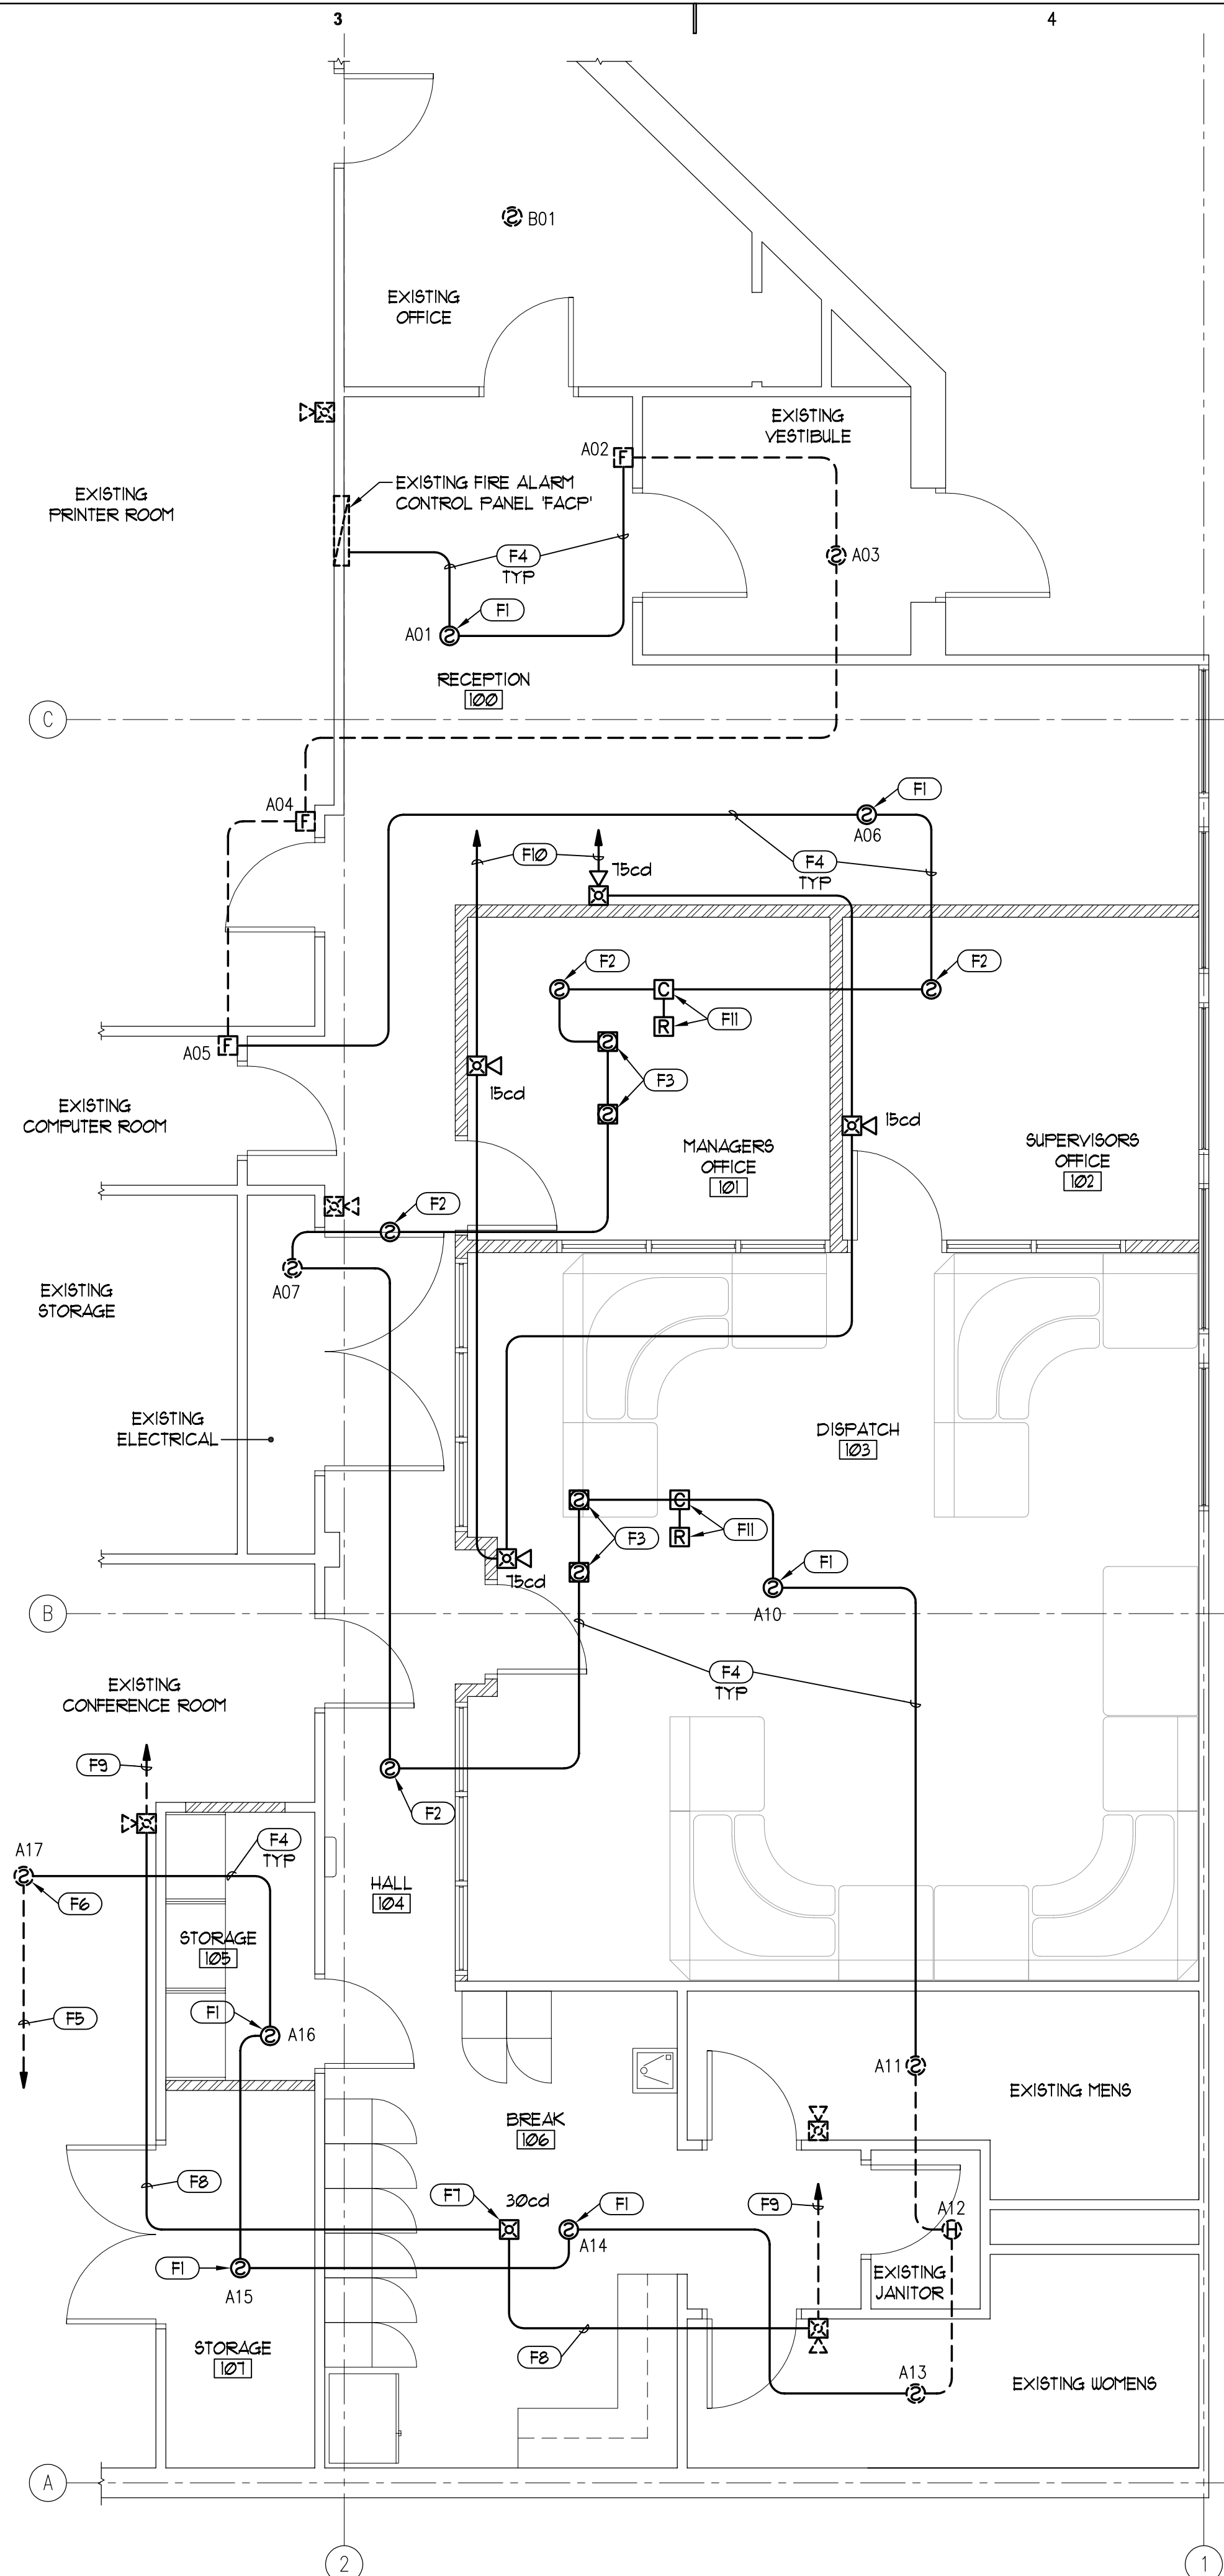 3
4
B01
EXISTING
OFFICE
EXISTING
VESTIBULE
A02
F
EXISTING FIRE ALARM
CONTROL PANEL 'FACP'
EXISTING
PRINTER ROOM
F4
TYP
A03
F1
A01
RECEPTION
100
C
A04
F
F1
A06
F10
75cd
F4
TYP
F2
F2
C
R
F11
A05
F
F3
15cd
15cd
EXISTING
COMPUTER ROOM
MANAGERS
OFFICE
101
SUPERVISORS
OFFICE
102
F2
A07
EXISTING
STORAGE
EXISTING
ELECTRICAL
DISPATCH
103
C
R
F3
F11
75cd
F1
A10
B
EXISTING
CONFERENCE ROOM
F4
TYP
F9
F2
A17
F4
TYP
F6
HALL
104
STORAGE
105
F1
A16
F5
A11
EXISTING MENS
BREAK
106
F8
F7
30cd
F1
A14
F9
A12
H
F1
A15
EXISTING
JANITOR
STORAGE
107
F8
A13
EXISTING WOMENS
A
2
1